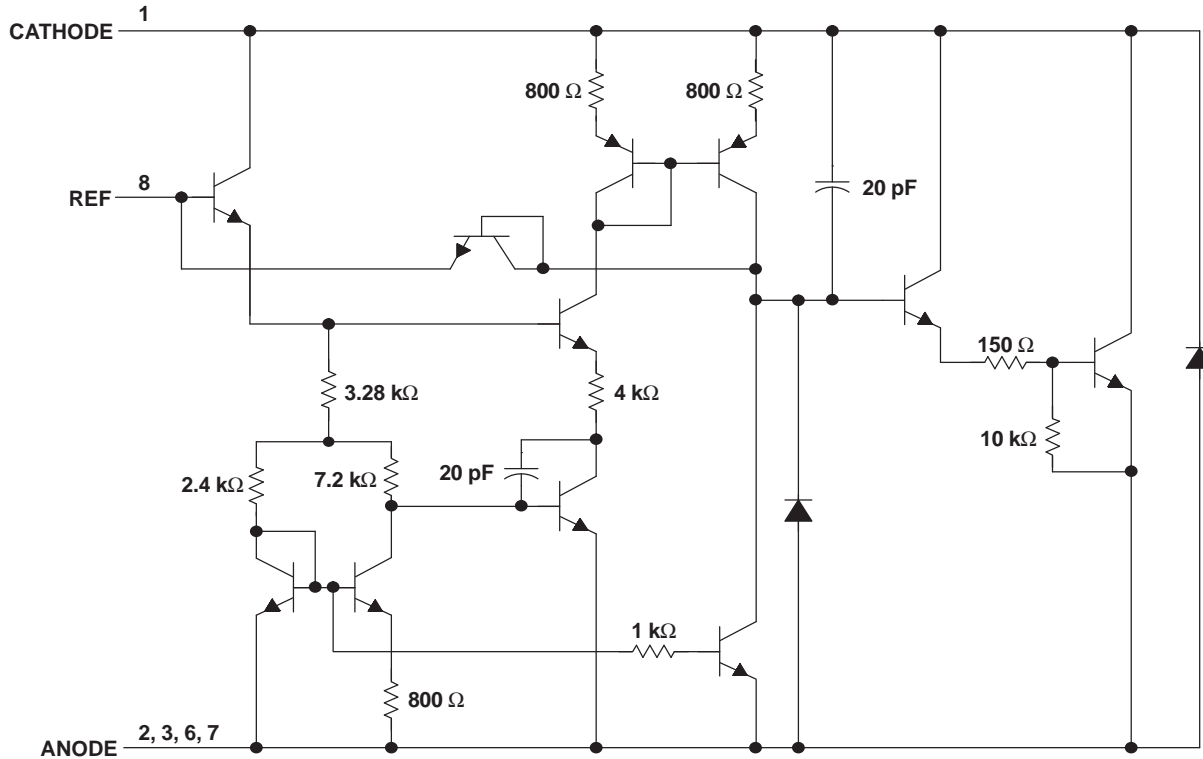 1
CATHODE
800 Ω
800 Ω
8
REF
20 pF
150 Ω
3.28 kΩ
4 kΩ
10 kΩ
20 pF
2.4 kΩ
7.2 kΩ
1 kΩ
800 Ω
2, 3, 6, 7
ANODE